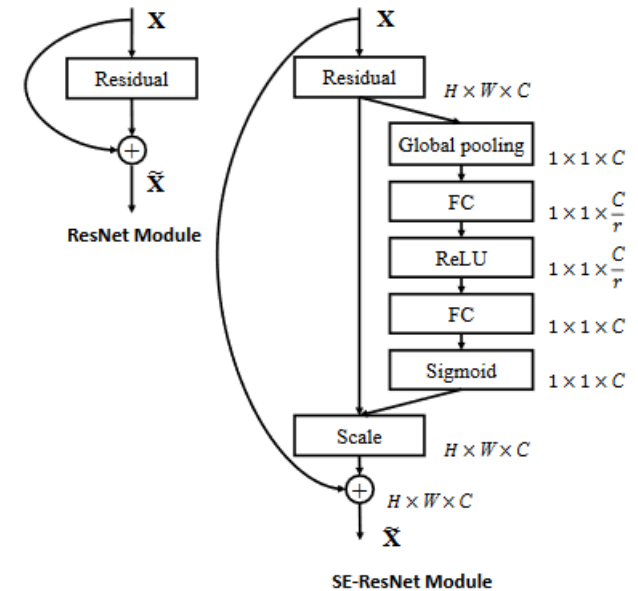 X
Residual
+
X̃
ResNet Module
X
Residual
H × W × C
Global pooling
1 × 1 × C
FC
1 × 1 × C/r
ReLU
1 × 1 × C/r
FC
1 × 1 × C
Sigmoid
1 × 1 × C
Scale
H × W × C
+
H × W × C
X̃
SE-ResNet Module